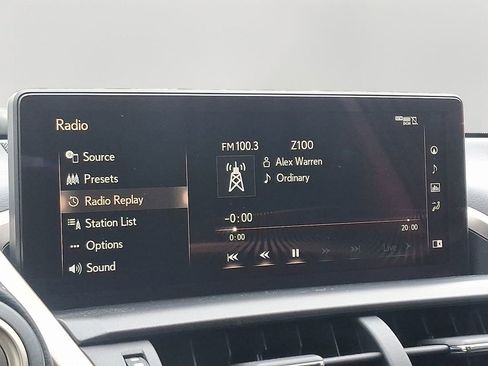 Radio
Source
Presets
Radio Replay
Station List
Options
Sound
FM 100.3 Z100
Alex Warren
Ordinary
-0:00
0:00 20:00
Live